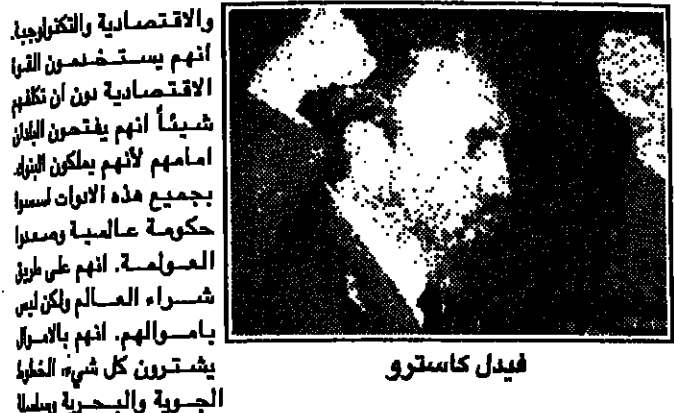 والاقتصادية والتكنولوجية.
انهم يستخدمون القوة
الاقتصادية دون ان تكلفهم
شيئاً انهم يفتحون البلدان
امامهم لأنهم يملكون البنوك.
بجميع هذه الادوات اسسوا
حكومة عالمية وصعدوا
العولمة. انهم على طريق
شراء العالم ولكن ليس
باموالهم. انهم بالاموال
يشترون كل شيء، الخطوط
الجوية والبحرية وسلسلة
فيدل كاسترو